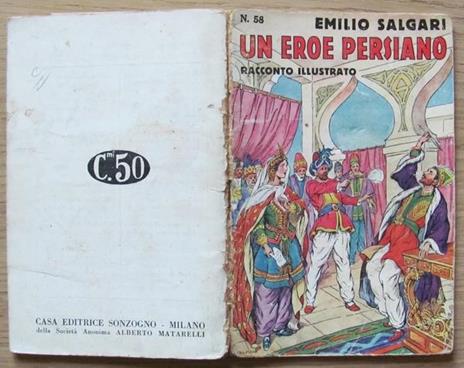 N. 58
EMILIO SALGARI
UN EROE PERSIANO
RACCONTO ILLUSTRATO
C.mi 50
CASA EDITRICE SONZOGNO - MILANO
della Società Anonima ALBERTO MATARELLI